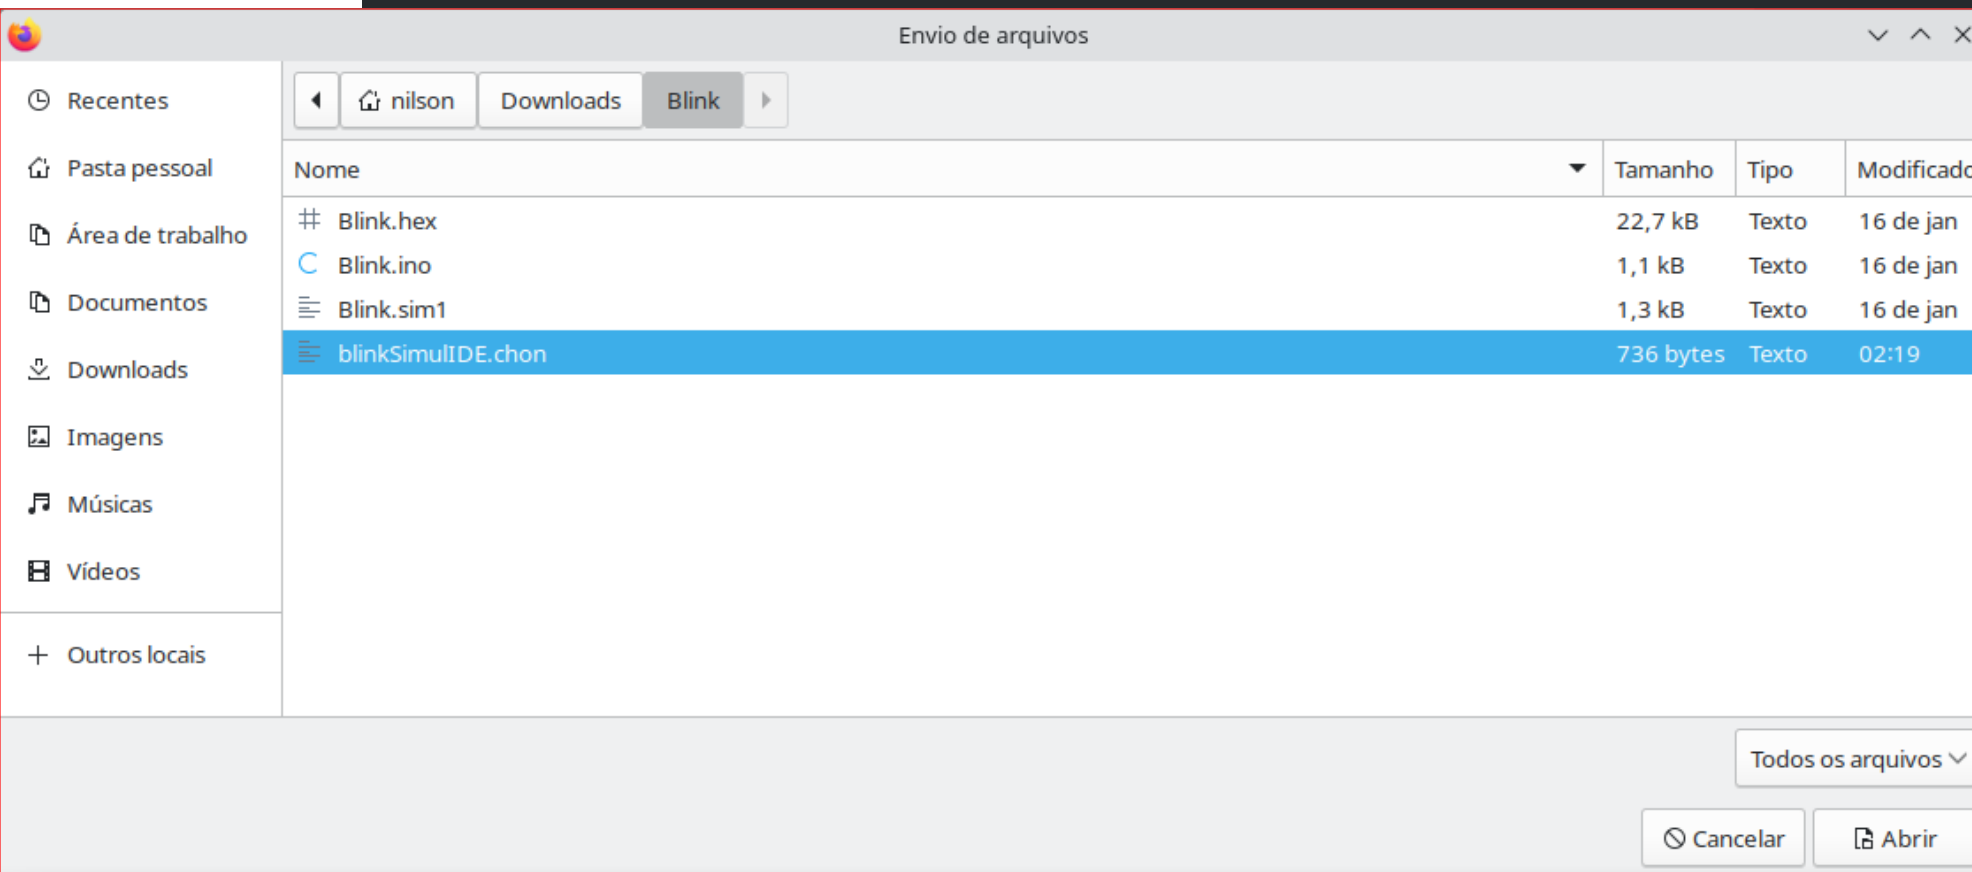 Envio de arquivos
Recentes
Pasta pessoal
Área de trabalho
Documentos
Downloads
Imagens
Músicas
Vídeos
Outros locais
nilson Downloads Blink
Nome Tamanho Tipo Modificado
Blink.hex 22,7 kB Texto 16 de jan
Blink.ino 1,1 kB Texto 16 de jan
Blink.sim1 1,3 kB Texto 16 de jan
blinkSimulIDE.chon 736 bytes Texto 02:19
Todos os arquivos
Cancelar Abrir